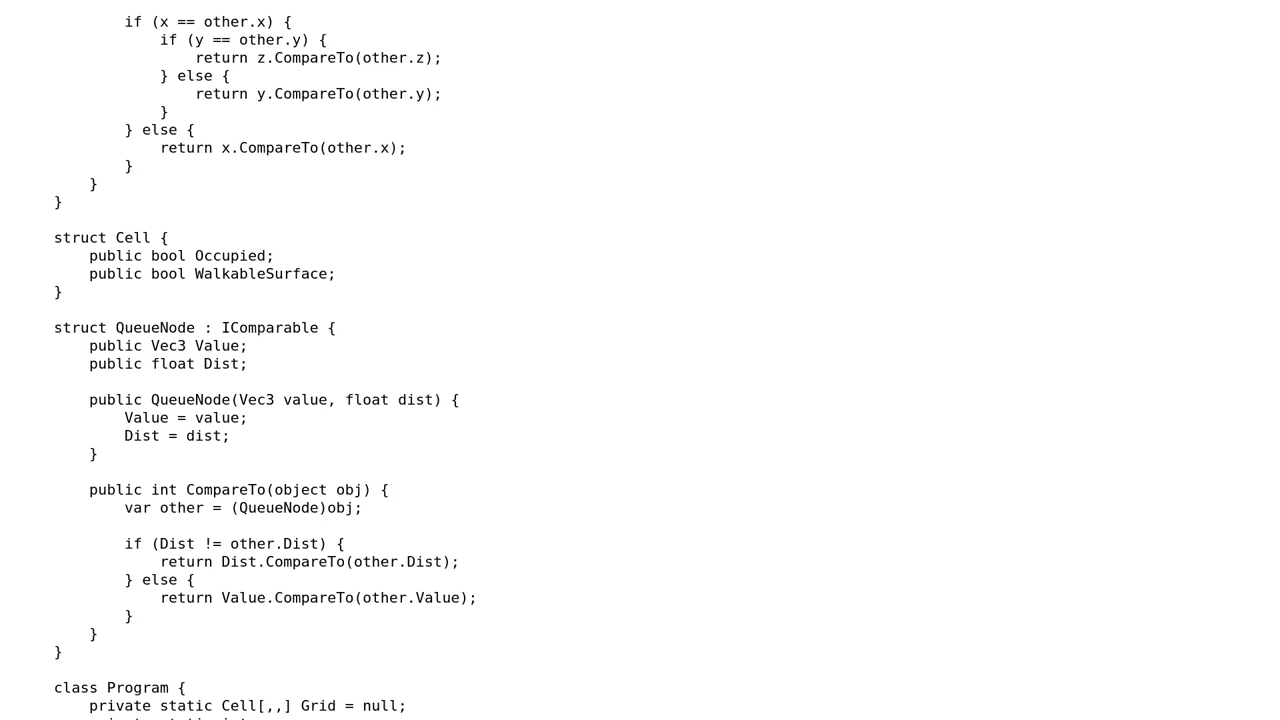 if (x == other.x) {
            if (y == other.y) {
                return z.CompareTo(other.z);
            } else {
                return y.CompareTo(other.y);
            }
        } else {
            return x.CompareTo(other.x);
        }
    }
}

struct Cell {
    public bool Occupied;
    public bool WalkableSurface;
}

struct QueueNode : IComparable {
    public Vec3 Value;
    public float Dist;

    public QueueNode(Vec3 value, float dist) {
        Value = value;
        Dist = dist;
    }

    public int CompareTo(object obj) {
        var other = (QueueNode)obj;

        if (Dist != other.Dist) {
            return Dist.CompareTo(other.Dist);
        } else {
            return Value.CompareTo(other.Value);
        }
    }
}

class Program {
    private static Cell[,,] Grid = null;